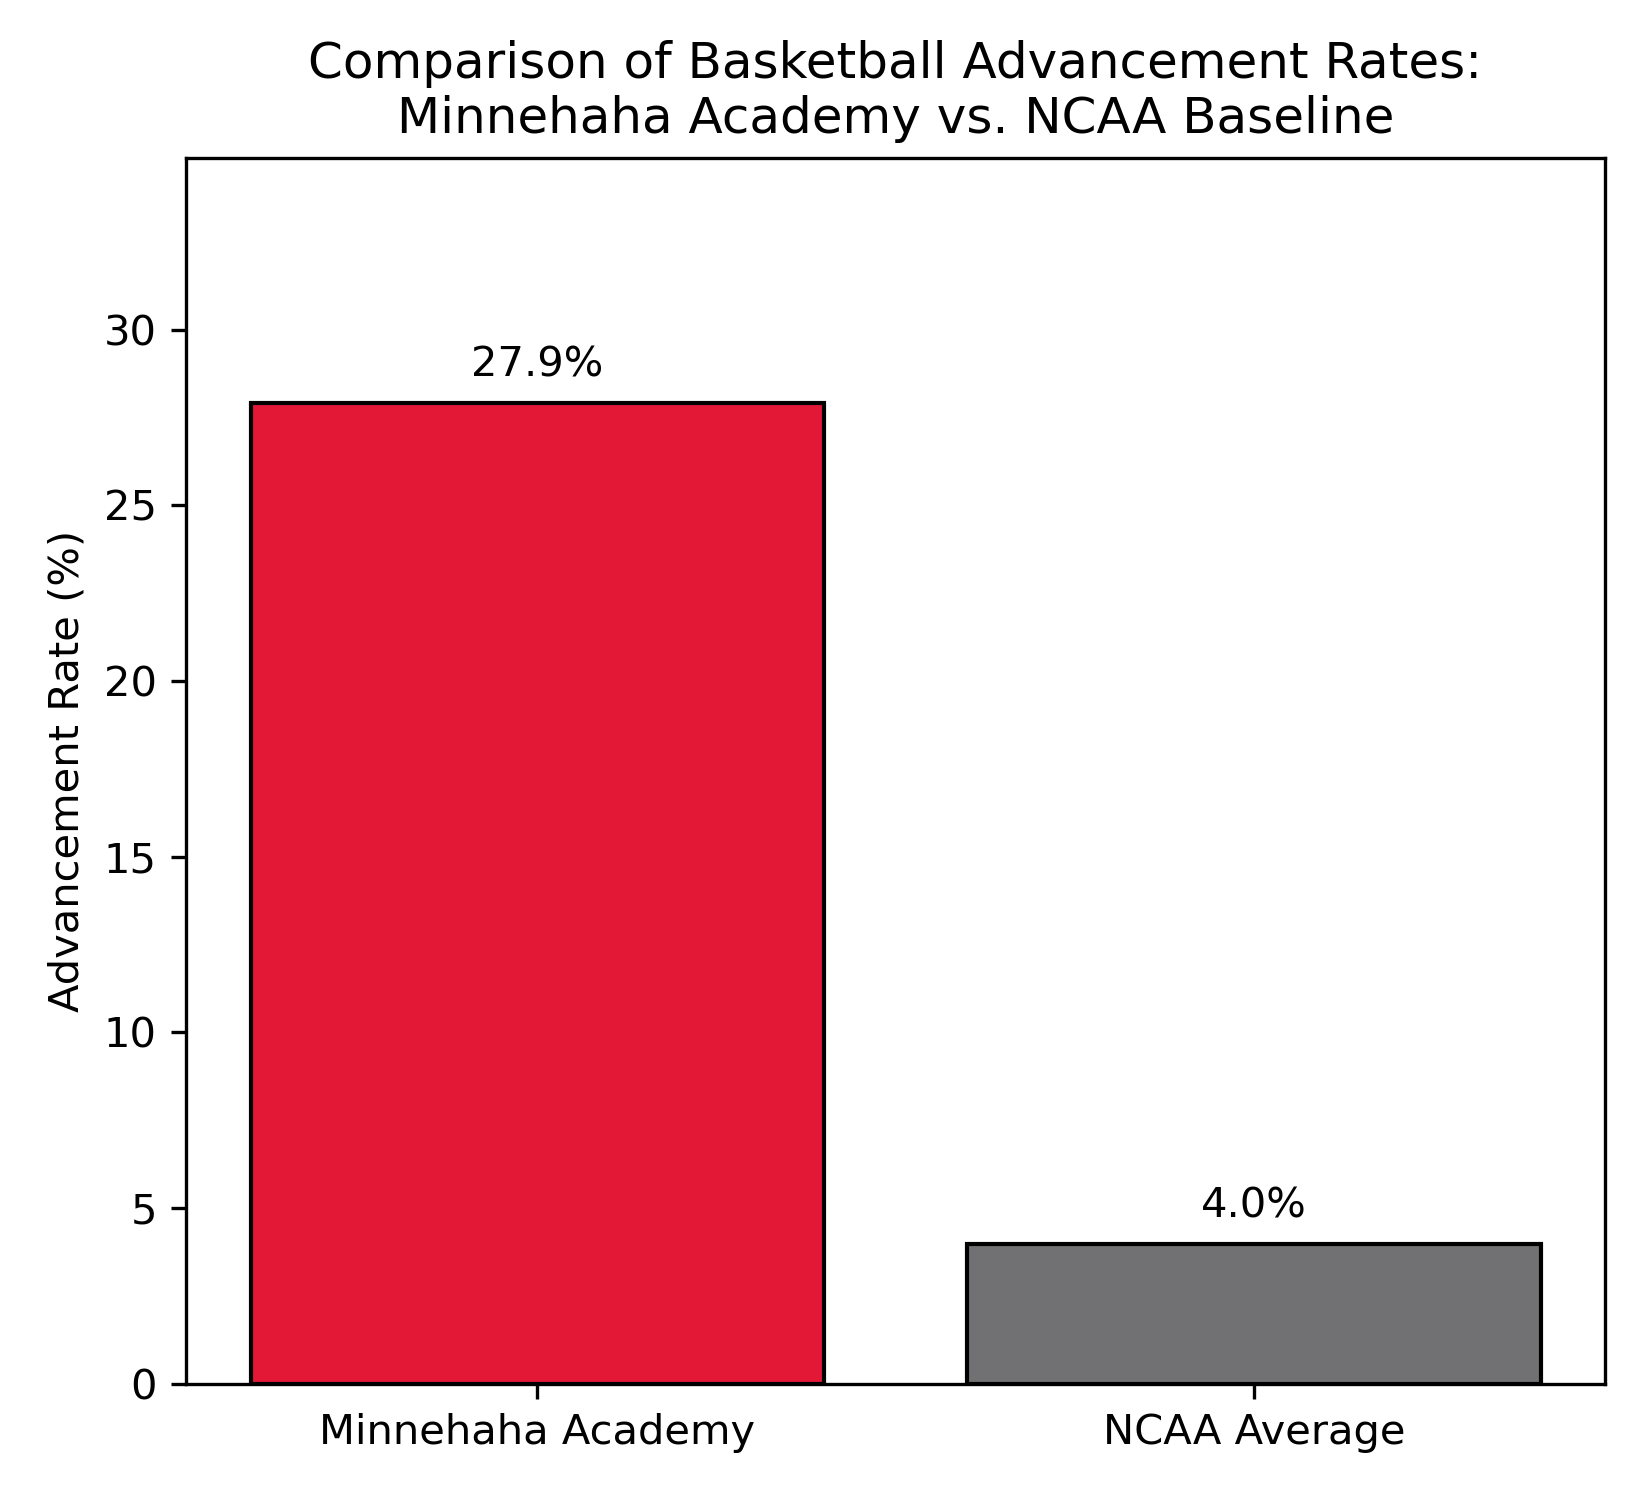 Comparison of Basketball Advancement Rates:
Minnehaha Academy vs. NCAA Baseline
Advancement Rate (%)
30
25
20
15
10
5
0
27.9%
4.0%
Minnehaha Academy
NCAA Average